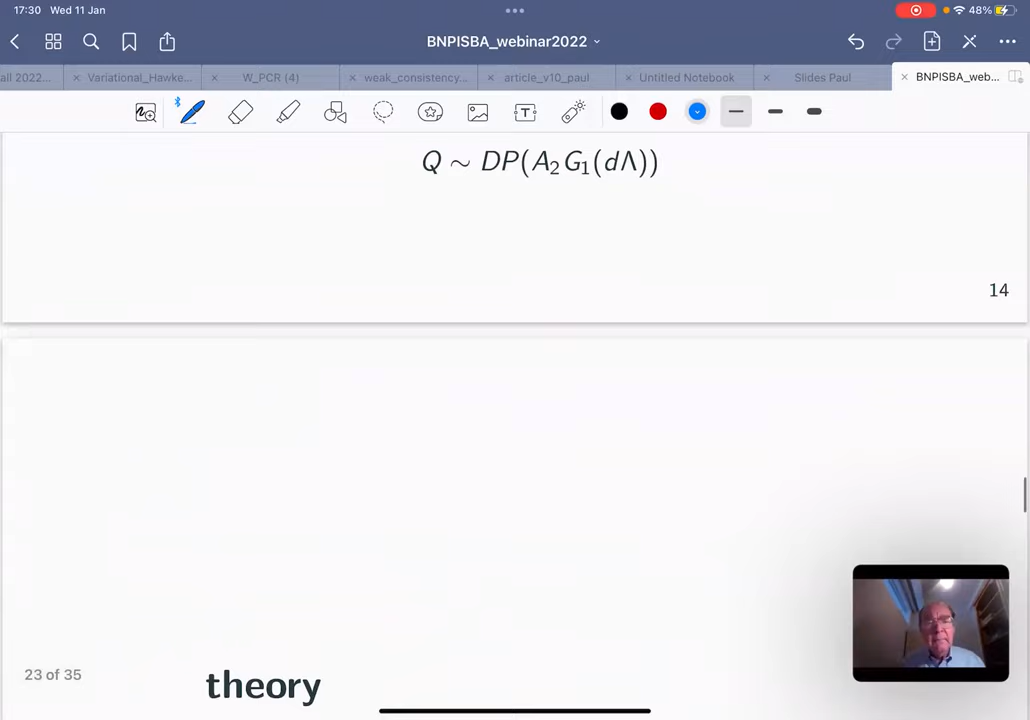 17:30 Wed 11 Jan
48%
BNPISBA_webinar2022
all 2022...
Variational_Hawke...
W_PCR (4)
weak_consistency...
article_v10_paul
Untitled Notebook
Slides Paul
BNPISBA_web...
Q ∼ DP(A₂G₁(dΛ))
14
23 of 35
theory